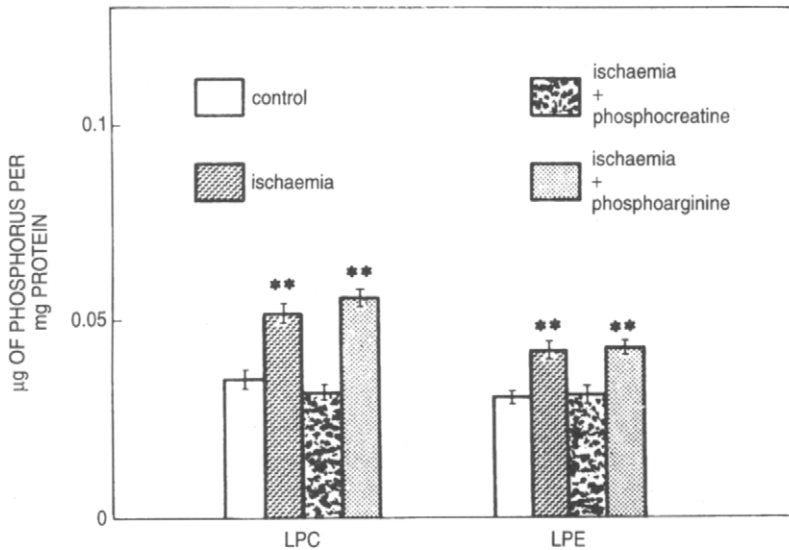 µg OF PHOSPHORUS PER
mg PROTEIN
0.1
0.05
0
control
ischaemia
ischaemia
+
phosphocreatine
ischaemia
+
phosphoarginine
** **
** **
LPC LPE